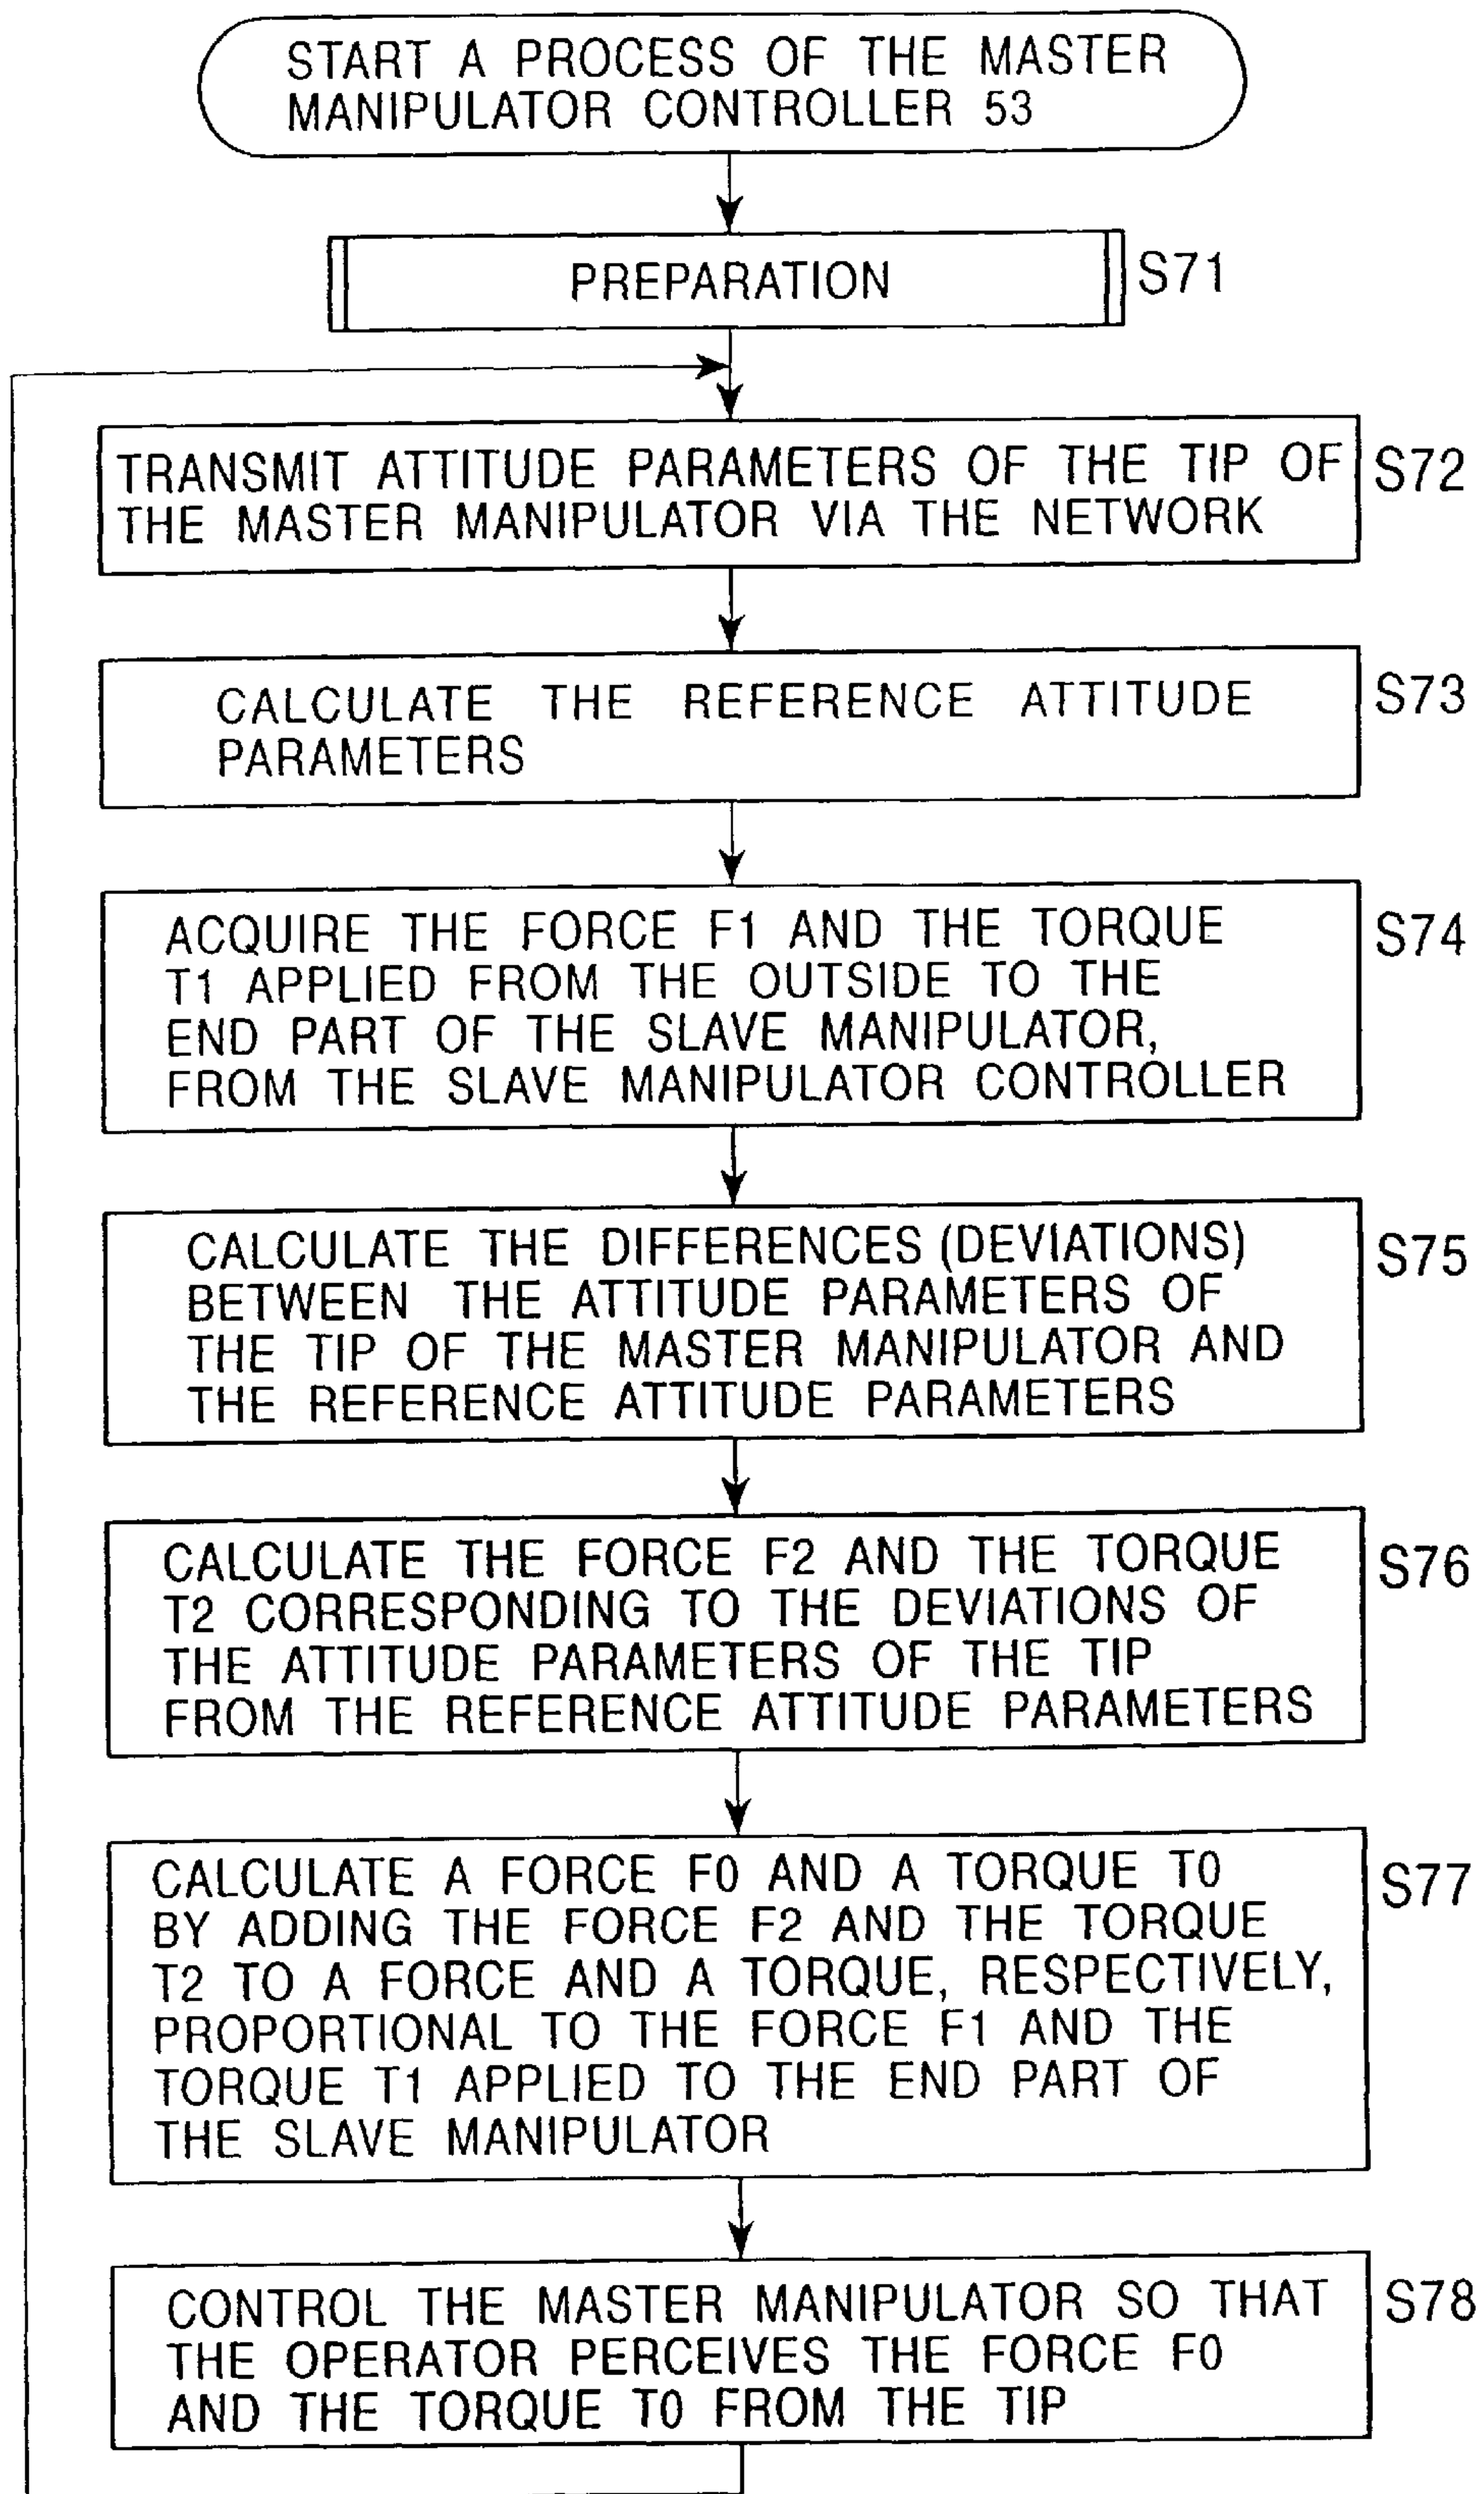 START A PROCESS OF THE MASTER
MANIPULATOR CONTROLLER 53
PREPARATION
S71
TRANSMIT ATTITUDE PARAMETERS OF THE TIP OF
THE MASTER MANIPULATOR VIA THE NETWORK
S72
CALCULATE THE REFERENCE ATTITUDE
PARAMETERS
S73
ACQUIRE THE FORCE F1 AND THE TORQUE
T1 APPLIED FROM THE OUTSIDE TO THE
END PART OF THE SLAVE MANIPULATOR,
FROM THE SLAVE MANIPULATOR CONTROLLER
S74
CALCULATE THE DIFFERENCES (DEVIATIONS)
BETWEEN THE ATTITUDE PARAMETERS OF
THE TIP OF THE MASTER MANIPULATOR AND
THE REFERENCE ATTITUDE PARAMETERS
S75
CALCULATE THE FORCE F2 AND THE TORQUE
T2 CORRESPONDING TO THE DEVIATIONS OF
THE ATTITUDE PARAMETERS OF THE TIP
FROM THE REFERENCE ATTITUDE PARAMETERS
S76
CALCULATE A FORCE F0 AND A TORQUE T0
BY ADDING THE FORCE F2 AND THE TORQUE
T2 TO A FORCE AND A TORQUE, RESPECTIVELY,
PROPORTIONAL TO THE FORCE F1 AND THE
TORQUE T1 APPLIED TO THE END PART OF
THE SLAVE MANIPULATOR
S77
CONTROL THE MASTER MANIPULATOR SO THAT
THE OPERATOR PERCEIVES THE FORCE F0
AND THE TORQUE T0 FROM THE TIP
S78